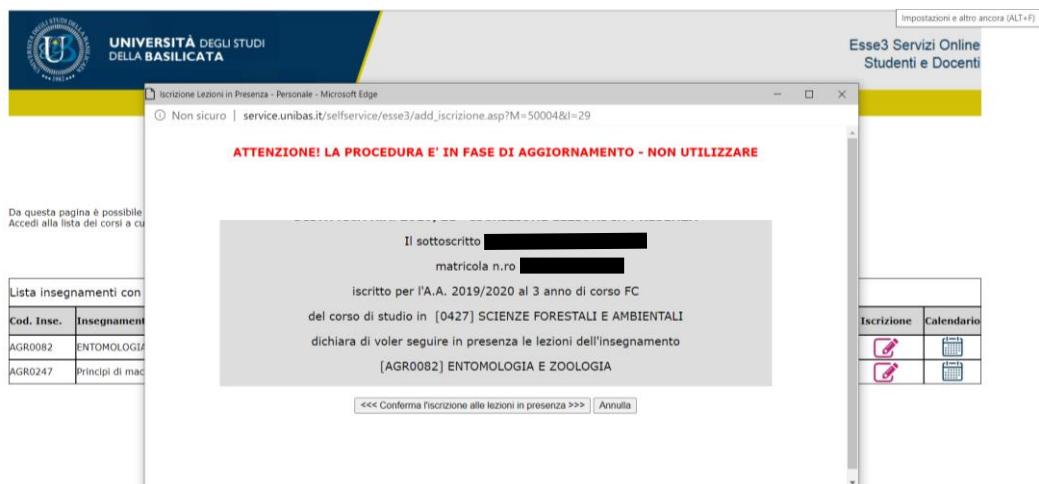 Impostazioni e altro ancora (ALT+F)
UNIVERSITÀ DEGLI STUDI
DELLA BASILICATA
Esse3 Servizi Online
Studenti e Docenti
Iscrizione Lezioni in Presenza - Personale - Microsoft Edge
Non sicuro | service.unibas.it/selfservice/esse3/add_iscrizione.asp?M=50004&I=29
ATTENZIONE! LA PROCEDURA E' IN FASE DI AGGIORNAMENTO - NON UTILIZZARE
Da questa pagina è possibile
Accedi alla lista dei corsi a cu
Il sottoscritto
matricola n.ro
iscritto per l'A.A. 2019/2020 al 3 anno di corso FC
del corso di studio in [0427] SCIENZE FORESTALI E AMBIENTALI
dichiara di voler seguire in presenza le lezioni dell'insegnamento
[AGR0082] ENTOMOLOGIA E ZOOLOGIA
<<< Conferma l'iscrizione alle lezioni in presenza >>> Annulla
Lista insegnamenti con
Cod. Inse. Insegnament Iscrizione Calendario
AGR0082 ENTOMOLOGIA
AGR0247 Principi di mac